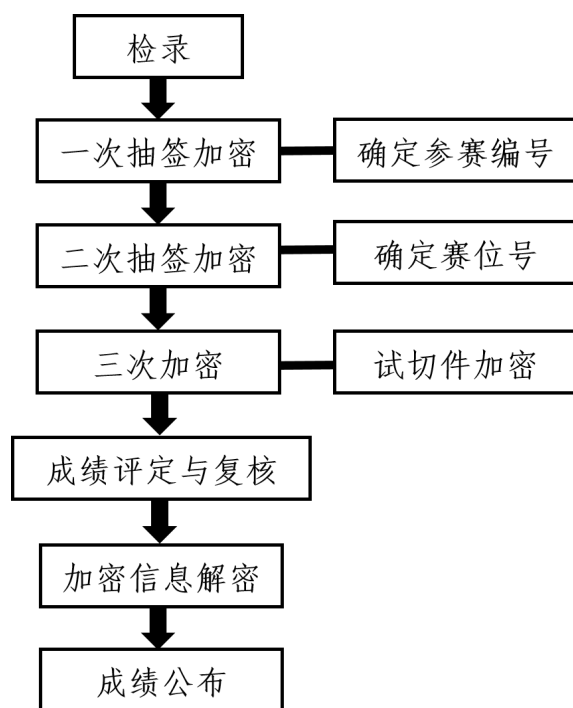 检录
一次抽签加密
确定参赛编号
二次抽签加密
确定赛位号
三次加密
试切件加密
成绩评定与复核
加密信息解密
成绩公布